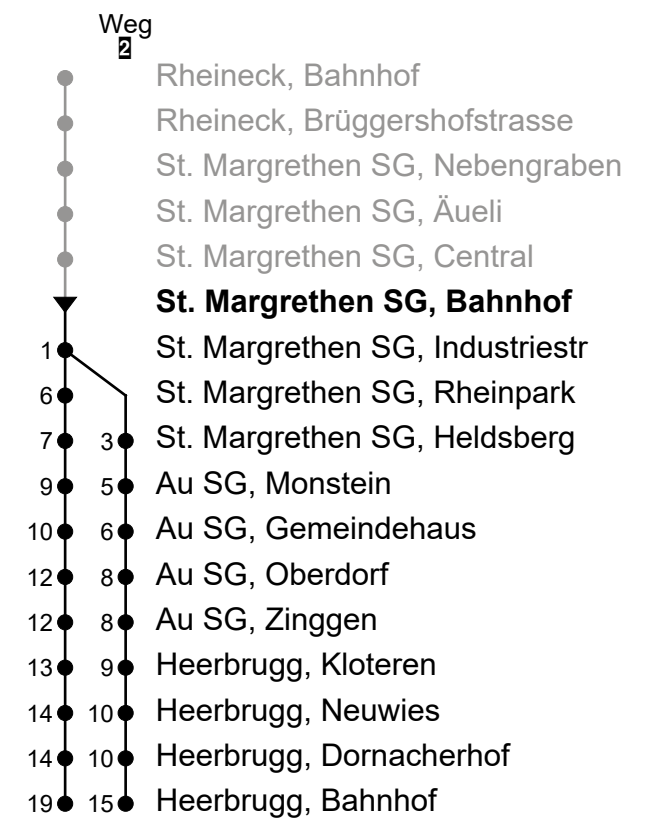 Weg
2
Rheineck, Bahnhof
Rheineck, Brüggershofstrasse
St. Margrethen SG, Nebengraben
St. Margrethen SG, Äueli
St. Margrethen SG, Central
St. Margrethen SG, Bahnhof
1 St. Margrethen SG, Industriestr
6 St. Margrethen SG, Rheinpark
7 3 St. Margrethen SG, Heldsberg
9 5 Au SG, Monstein
10 6 Au SG, Gemeindehaus
12 8 Au SG, Oberdorf
12 8 Au SG, Zinggen
13 9 Heerbrugg, Kloteren
14 10 Heerbrugg, Neuwies
14 10 Heerbrugg, Dornacherhof
19 15 Heerbrugg, Bahnhof